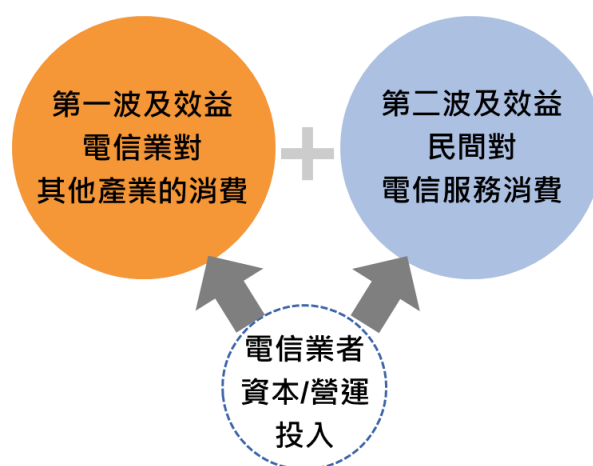 第一波及效益
電信業對
其他產業的消費
+
第二波及效益
民間對
電信服務消費
電信業者
資本/營運
投入